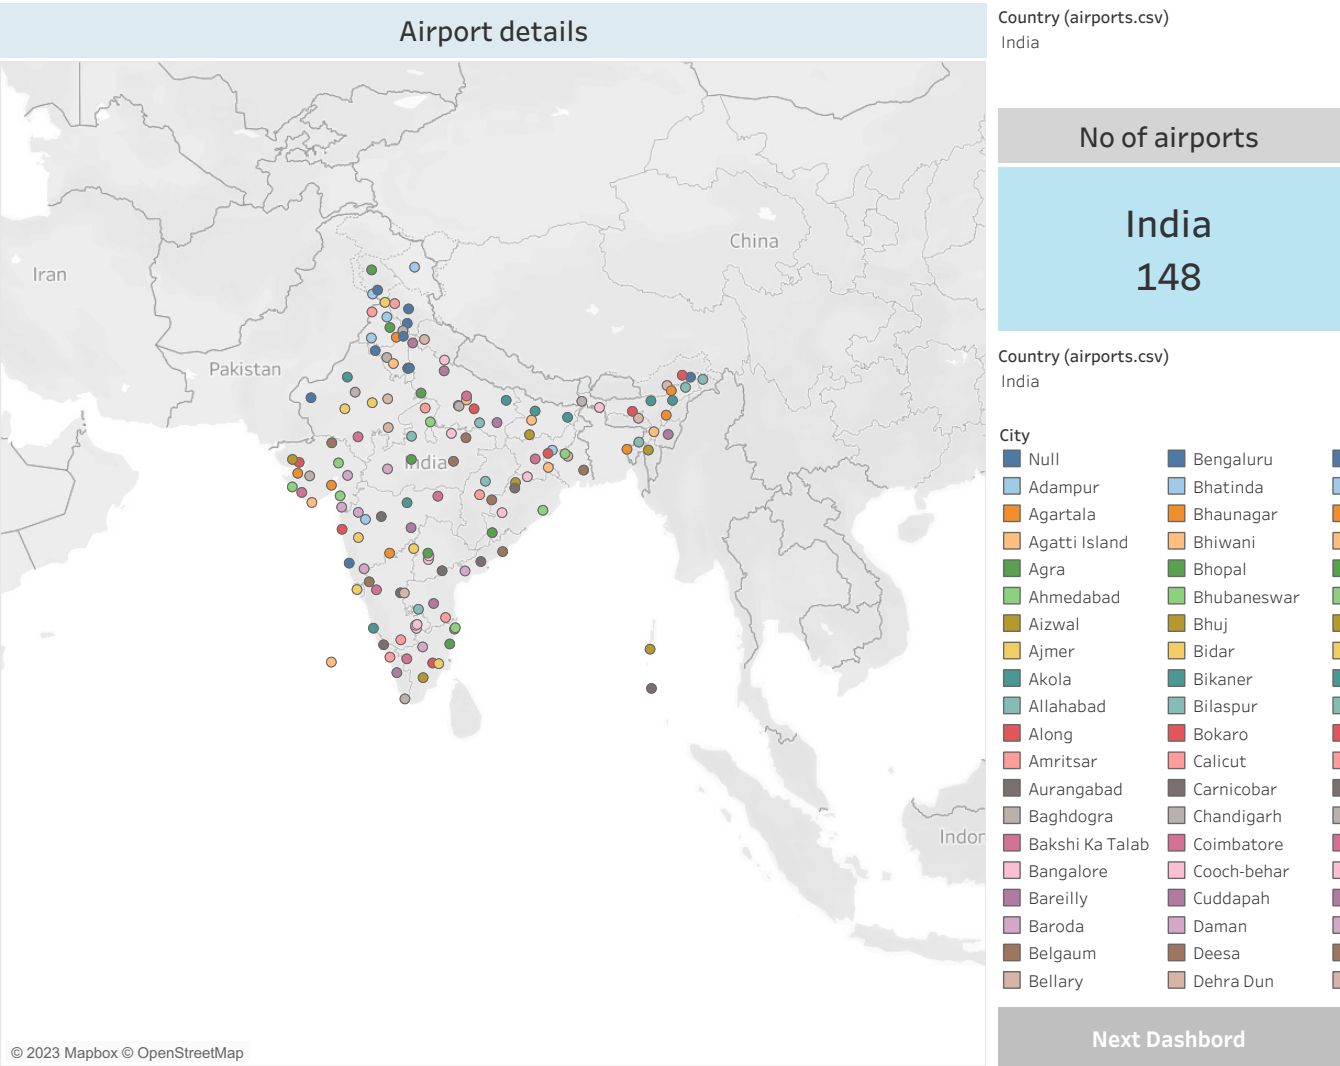 Airport details
Country (airports.csv)
India
No of airports
India
148
Country (airports.csv)
India
City
Null
Bengaluru
Adampur
Bhatinda
Agartala
Bhaunagar
Agatti Island
Bhiwani
Agra
Bhopal
Ahmedabad
Bhubaneswar
Aizwal
Bhuj
Ajmer
Bidar
Akola
Bikaner
Allahabad
Bilaspur
Along
Bokaro
Amritsar
Calicut
Aurangabad
Carnicobar
Baghdogra
Chandigarh
Bakshi Ka Talab
Coimbatore
Bangalore
Cooch-behar
Bareilly
Cuddapah
Baroda
Daman
Belgaum
Deesa
Bellary
Dehra Dun
Next Dashbord
China
Iran
Pakistan
India
Indon
© 2023 Mapbox © OpenStreetMap